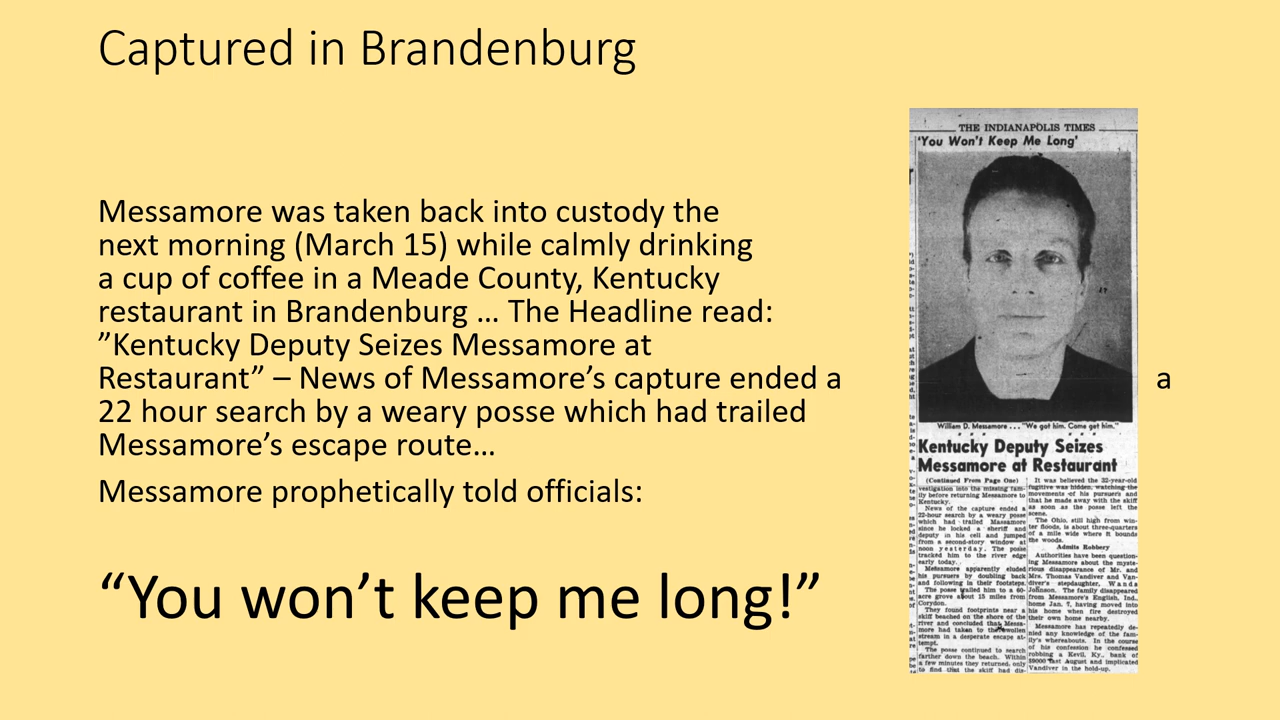 Captured in Brandenburg
Messamore was taken back into custody the
next morning (March 15) while calmly drinking
a cup of coffee in a Meade County, Kentucky
restaurant in Brandenburg … The Headline read:
”Kentucky Deputy Seizes Messamore at
Restaurant” – News of Messamore’s capture ended a a
22 hour search by a weary posse which had trailed
Messamore’s escape route…
Messamore prophetically told officials:
“You won’t keep me long!”
THE INDIANAPOLIS TIMES
'You Won't Keep Me Long'
William D. Messamore . . . "We got him. Come get him."
Kentucky Deputy Seizes
Messamore at Restaurant
(Continued From Page One)
vestigation into the missing fam-
ily before returning Messamore to
Kentucky.
News of the capture ended a
22-hour search by a weary posse
which had trailed Messamore
since he locked a sheriff and
deputy in his cell and jumped
from a second-story window at
noon yesterday. The posse
tracked him to the river edge
early today.
Messamore apparently eluded
his pursuers by doubling back
and following in their footsteps.
The posse trailed him to a 60-
acre grove about 15 miles from
Corydon.
They found footprints near a
skiff beached on the shore of the
river and concluded that Messa-
more had taken to the swollen
stream in a desperate escape at-
tempt.
The posse continued to search
farther down the beach. Within
a few minutes they returned, only
to find that the skiff had dis-
It was believed the 32-year-old
fugitive was hidden, watching the
movements of his pursuers and
that he made away with the skiff
as soon as the posse left the
scene.
The Ohio, still high from win-
ter floods, is about three-quarters
of a mile wide where it bounds
the woods.
Admits Robbery
Authorities have been question-
ing Messamore about the myste-
rious disappearance of Mr. and
Mrs. Thomas Vandiver and Van-
diver's stepdaughter, Wanda
Johnson. The family disappeared
from Messamore's English, Ind.,
home Jan. 7, having moved into
his home when fire destroyed
their own home nearby.
Messamore has repeatedly de-
nied any knowledge of the fam-
ily's whereabouts. In the course
of his confession he confessed
robbing a Kevil, Ky., bank of
$9000 last August and implicated
Vandiver in the hold-up.